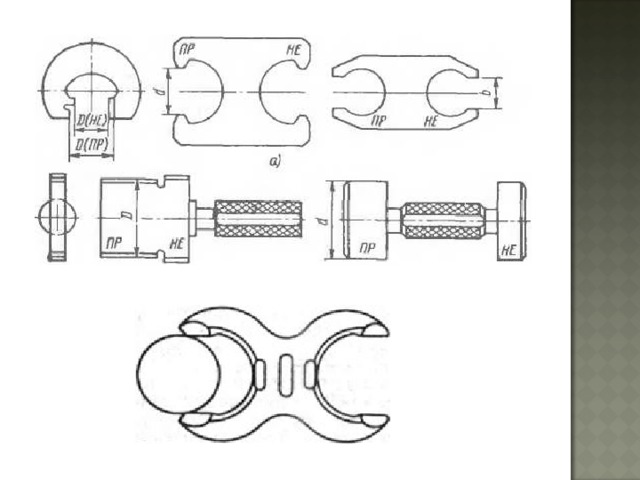 ПР НЕ
d
D(НЕ)
D(ПР)
ПР НЕ
b
а)
D
ПР НЕ
d
ПР НЕ